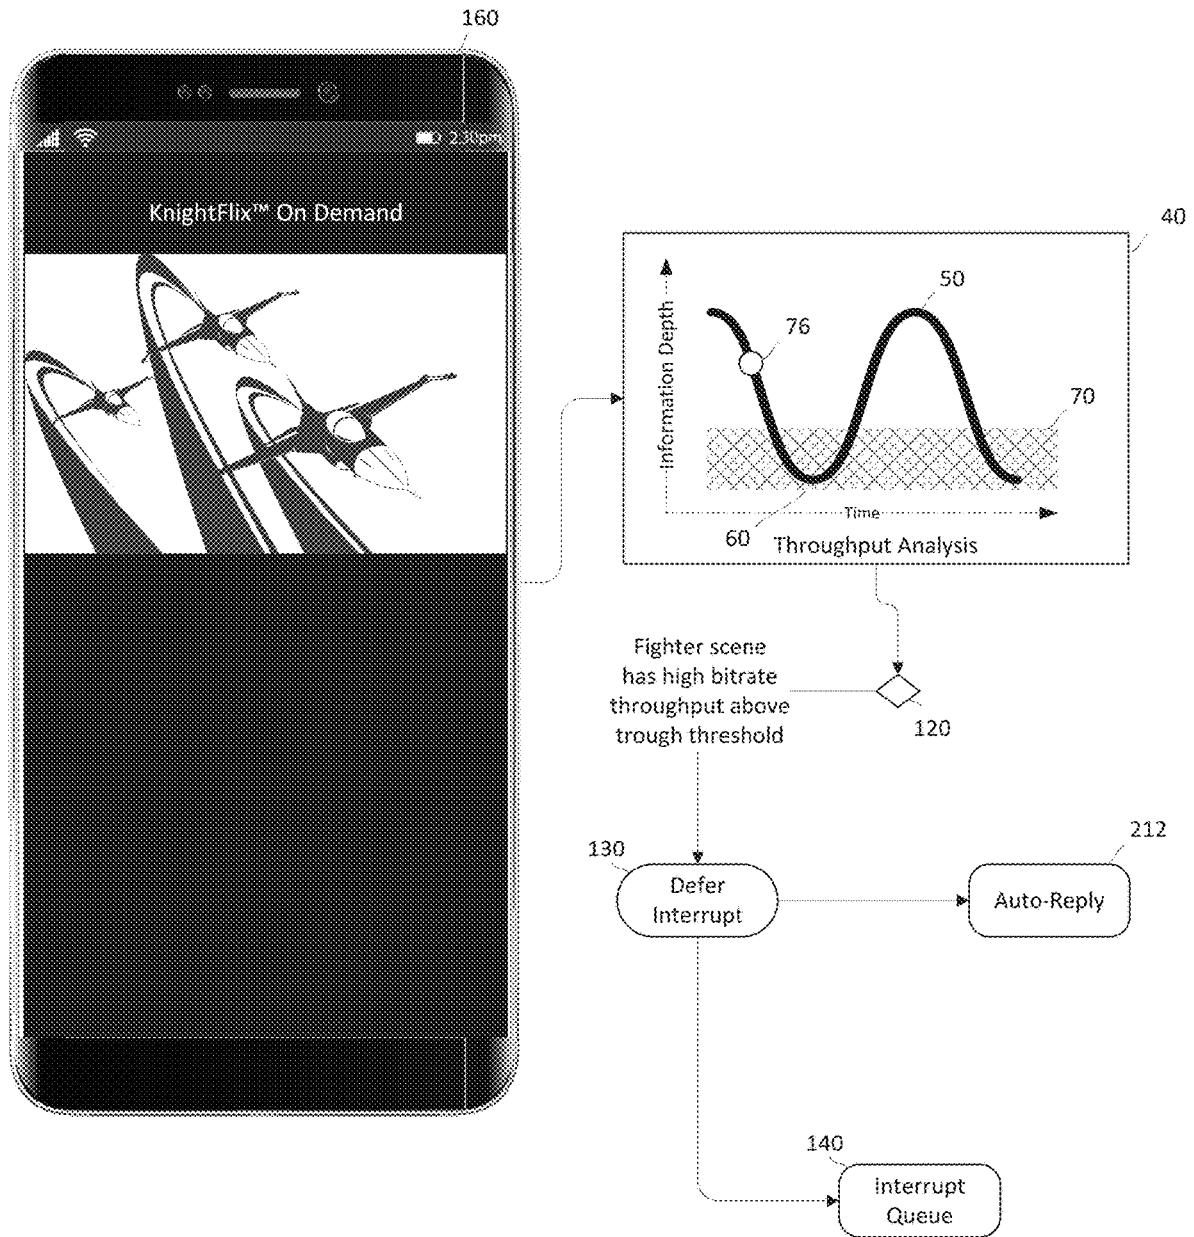 160
2:30pm
KnightFlix™ On Demand
40
50
76
70
Information Depth
Time
60
Throughput Analysis
Fighter scene
has high bitrate
throughput above
trough threshold
120
130
Defer
Interrupt
212
Auto-Reply
140
Interrupt
Queue